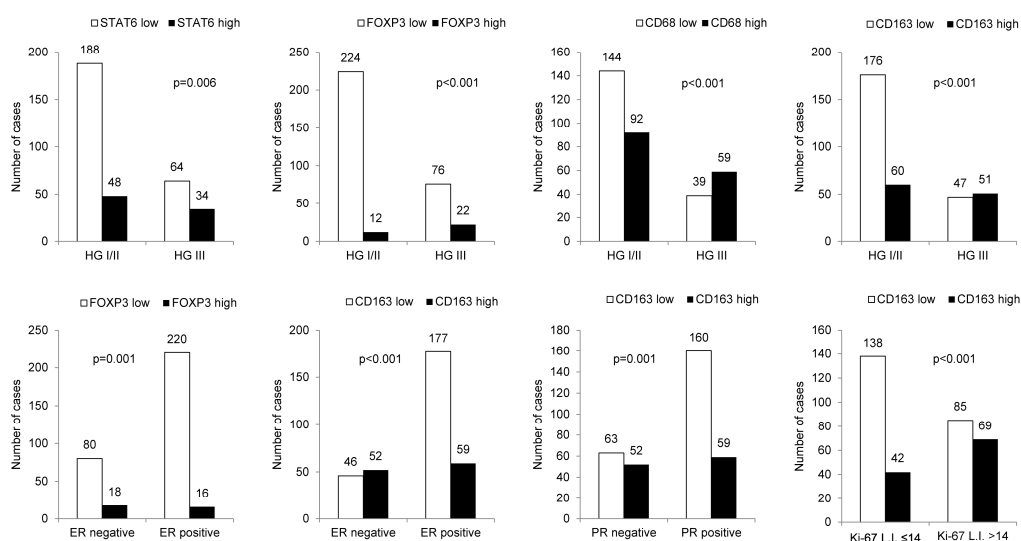 STAT6 low STAT6 high
200
150
100
50
0
Number of cases
188
48
64
34
p=0.006
HG I/II HG III
FOXP3 low FOXP3 high
250
200
150
100
50
0
Number of cases
224
12
76
22
p<0.001
HG I/II HG III
CD68 low CD68 high
160
140
120
100
80
60
40
20
0
Number of cases
144
92
39
59
p<0.001
HG I/II HG III
CD163 low CD163 high
200
150
100
50
0
Number of cases
176
60
47
51
p<0.001
HG I/II HG III
FOXP3 low FOXP3 high
250
200
150
100
50
0
Number of cases
80
18
220
16
p=0.001
ER negative ER positive
CD163 low CD163 high
200
150
100
50
0
Number of cases
46
52
177
59
p<0.001
ER negative ER positive
CD163 low CD163 high
180
160
140
120
100
80
60
40
20
0
Number of cases
63
52
160
59
p=0.001
PR negative PR positive
CD163 low CD163 high
160
140
120
100
80
60
40
20
0
Number of cases
138
42
85
69
p<0.001
Ki-67 L.I. ≤14 Ki-67 L.I. >14